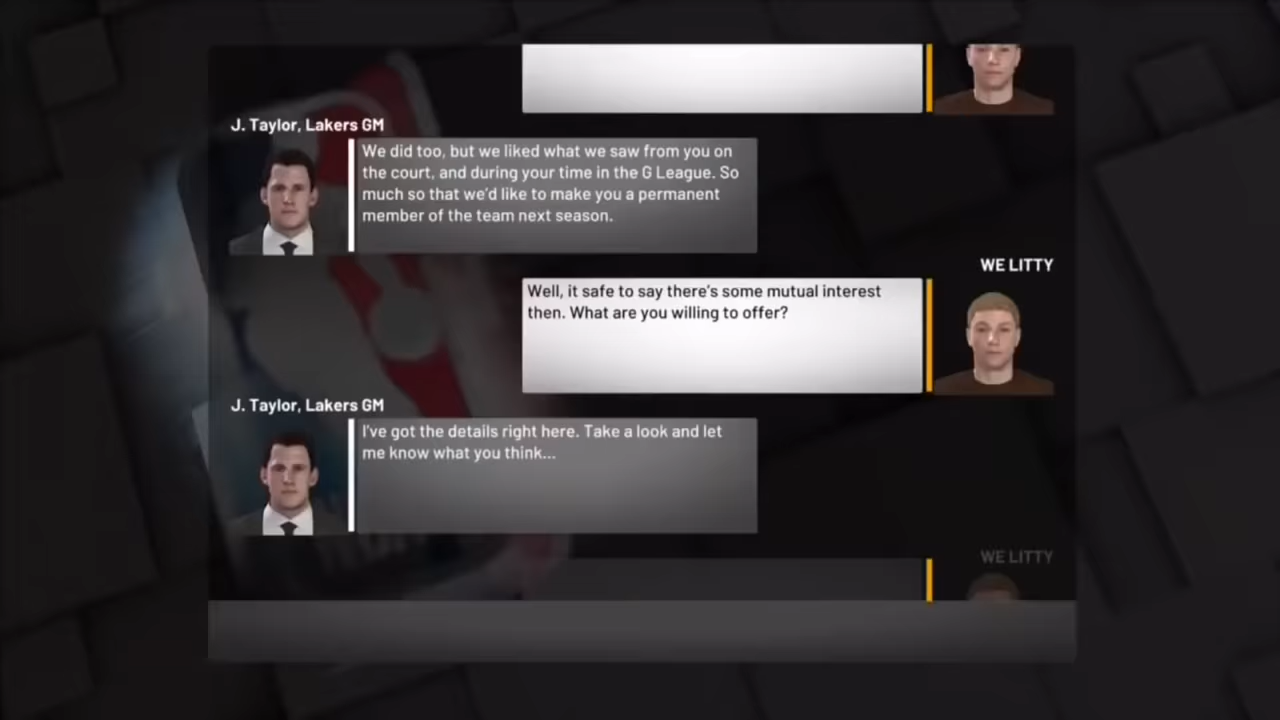 J. Taylor, Lakers GM
We did too, but we liked what we saw from you on
the court, and during your time in the G League. So
much so that we'd like to make you a permanent
member of the team next season.
WE LITTY
Well, it safe to say there's some mutual interest
then. What are you willing to offer?
J. Taylor, Lakers GM
I've got the details right here. Take a look and let
me know what you think...
WE LITTY